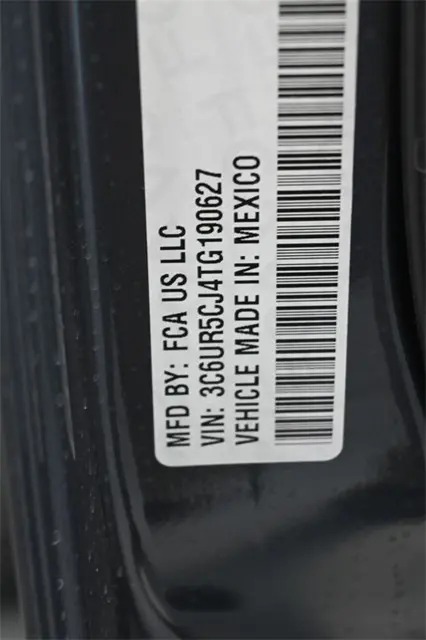 MFD BY: FCA US LLC
VIN: 3C6UR5CJ4TG190627
VEHICLE MADE IN: MEXICO